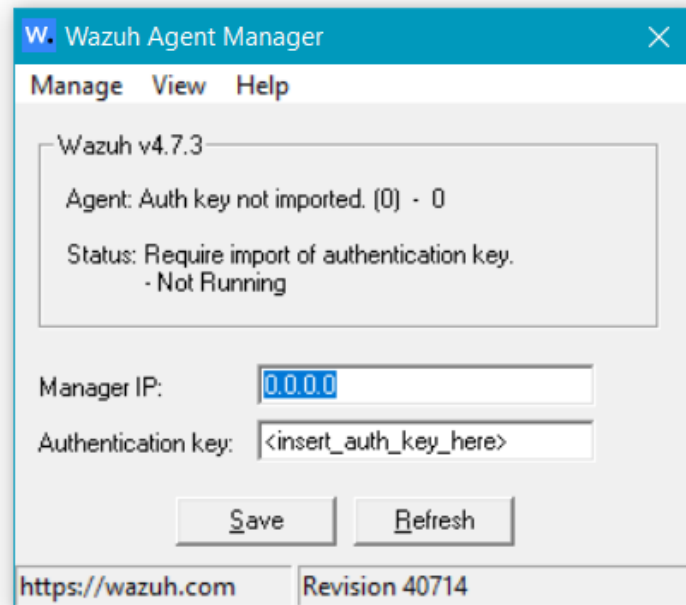 W. Wazuh Agent Manager
Manage View Help
Wazuh v4.7.3
Agent: Auth key not imported. (0) - 0
Status: Require import of authentication key.
- Not Running
Manager IP: 0.0.0.0
Authentication key: <insert_auth_key_here>
Save Refresh
https://wazuh.com Revision 40714